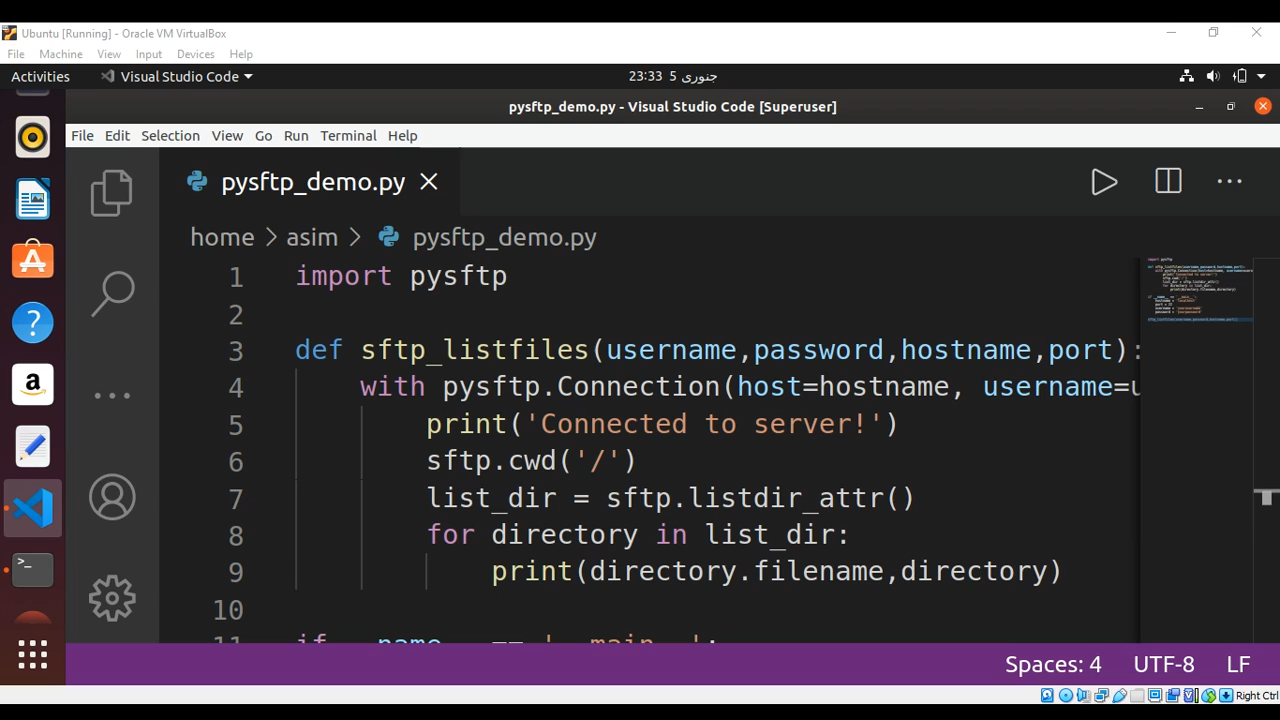 Ubuntu [Running] - Oracle VM VirtualBox
File Machine View Input Devices Help
Activities Visual Studio Code 23:33 5 جنوری
pysftp_demo.py - Visual Studio Code [Superuser]
File Edit Selection View Go Run Terminal Help
pysftp_demo.py
home > asim > pysftp_demo.py
1 import pysftp
2
3 def sftp_listfiles(username,password,hostname,port):
4 with pysftp.Connection(host=hostname, username=u
5 print('Connected to server!')
6 sftp.cwd('/')
7 list_dir = sftp.listdir_attr()
8 for directory in list_dir:
9 print(directory.filename,directory)
10
11 if __name__ == '__main__':
Spaces: 4 UTF-8 LF
Right Ctrl